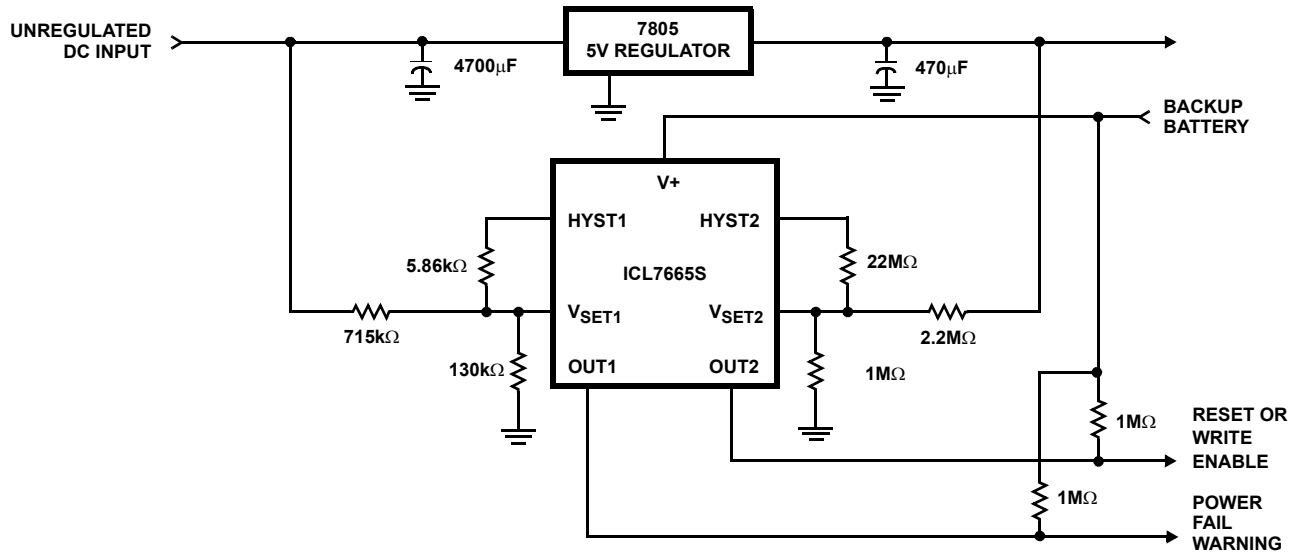 UNREGULATED
DC INPUT
7805
5V REGULATOR
4700μF
470μF
BACKUP
BATTERY
V+
HYST1
HYST2
5.86kΩ
ICL7665S
22MΩ
VSET1
VSET2
715kΩ
2.2MΩ
130kΩ
OUT1
OUT2
1MΩ
1MΩ
RESET OR
WRITE
ENABLE
1MΩ
POWER
FAIL
WARNING